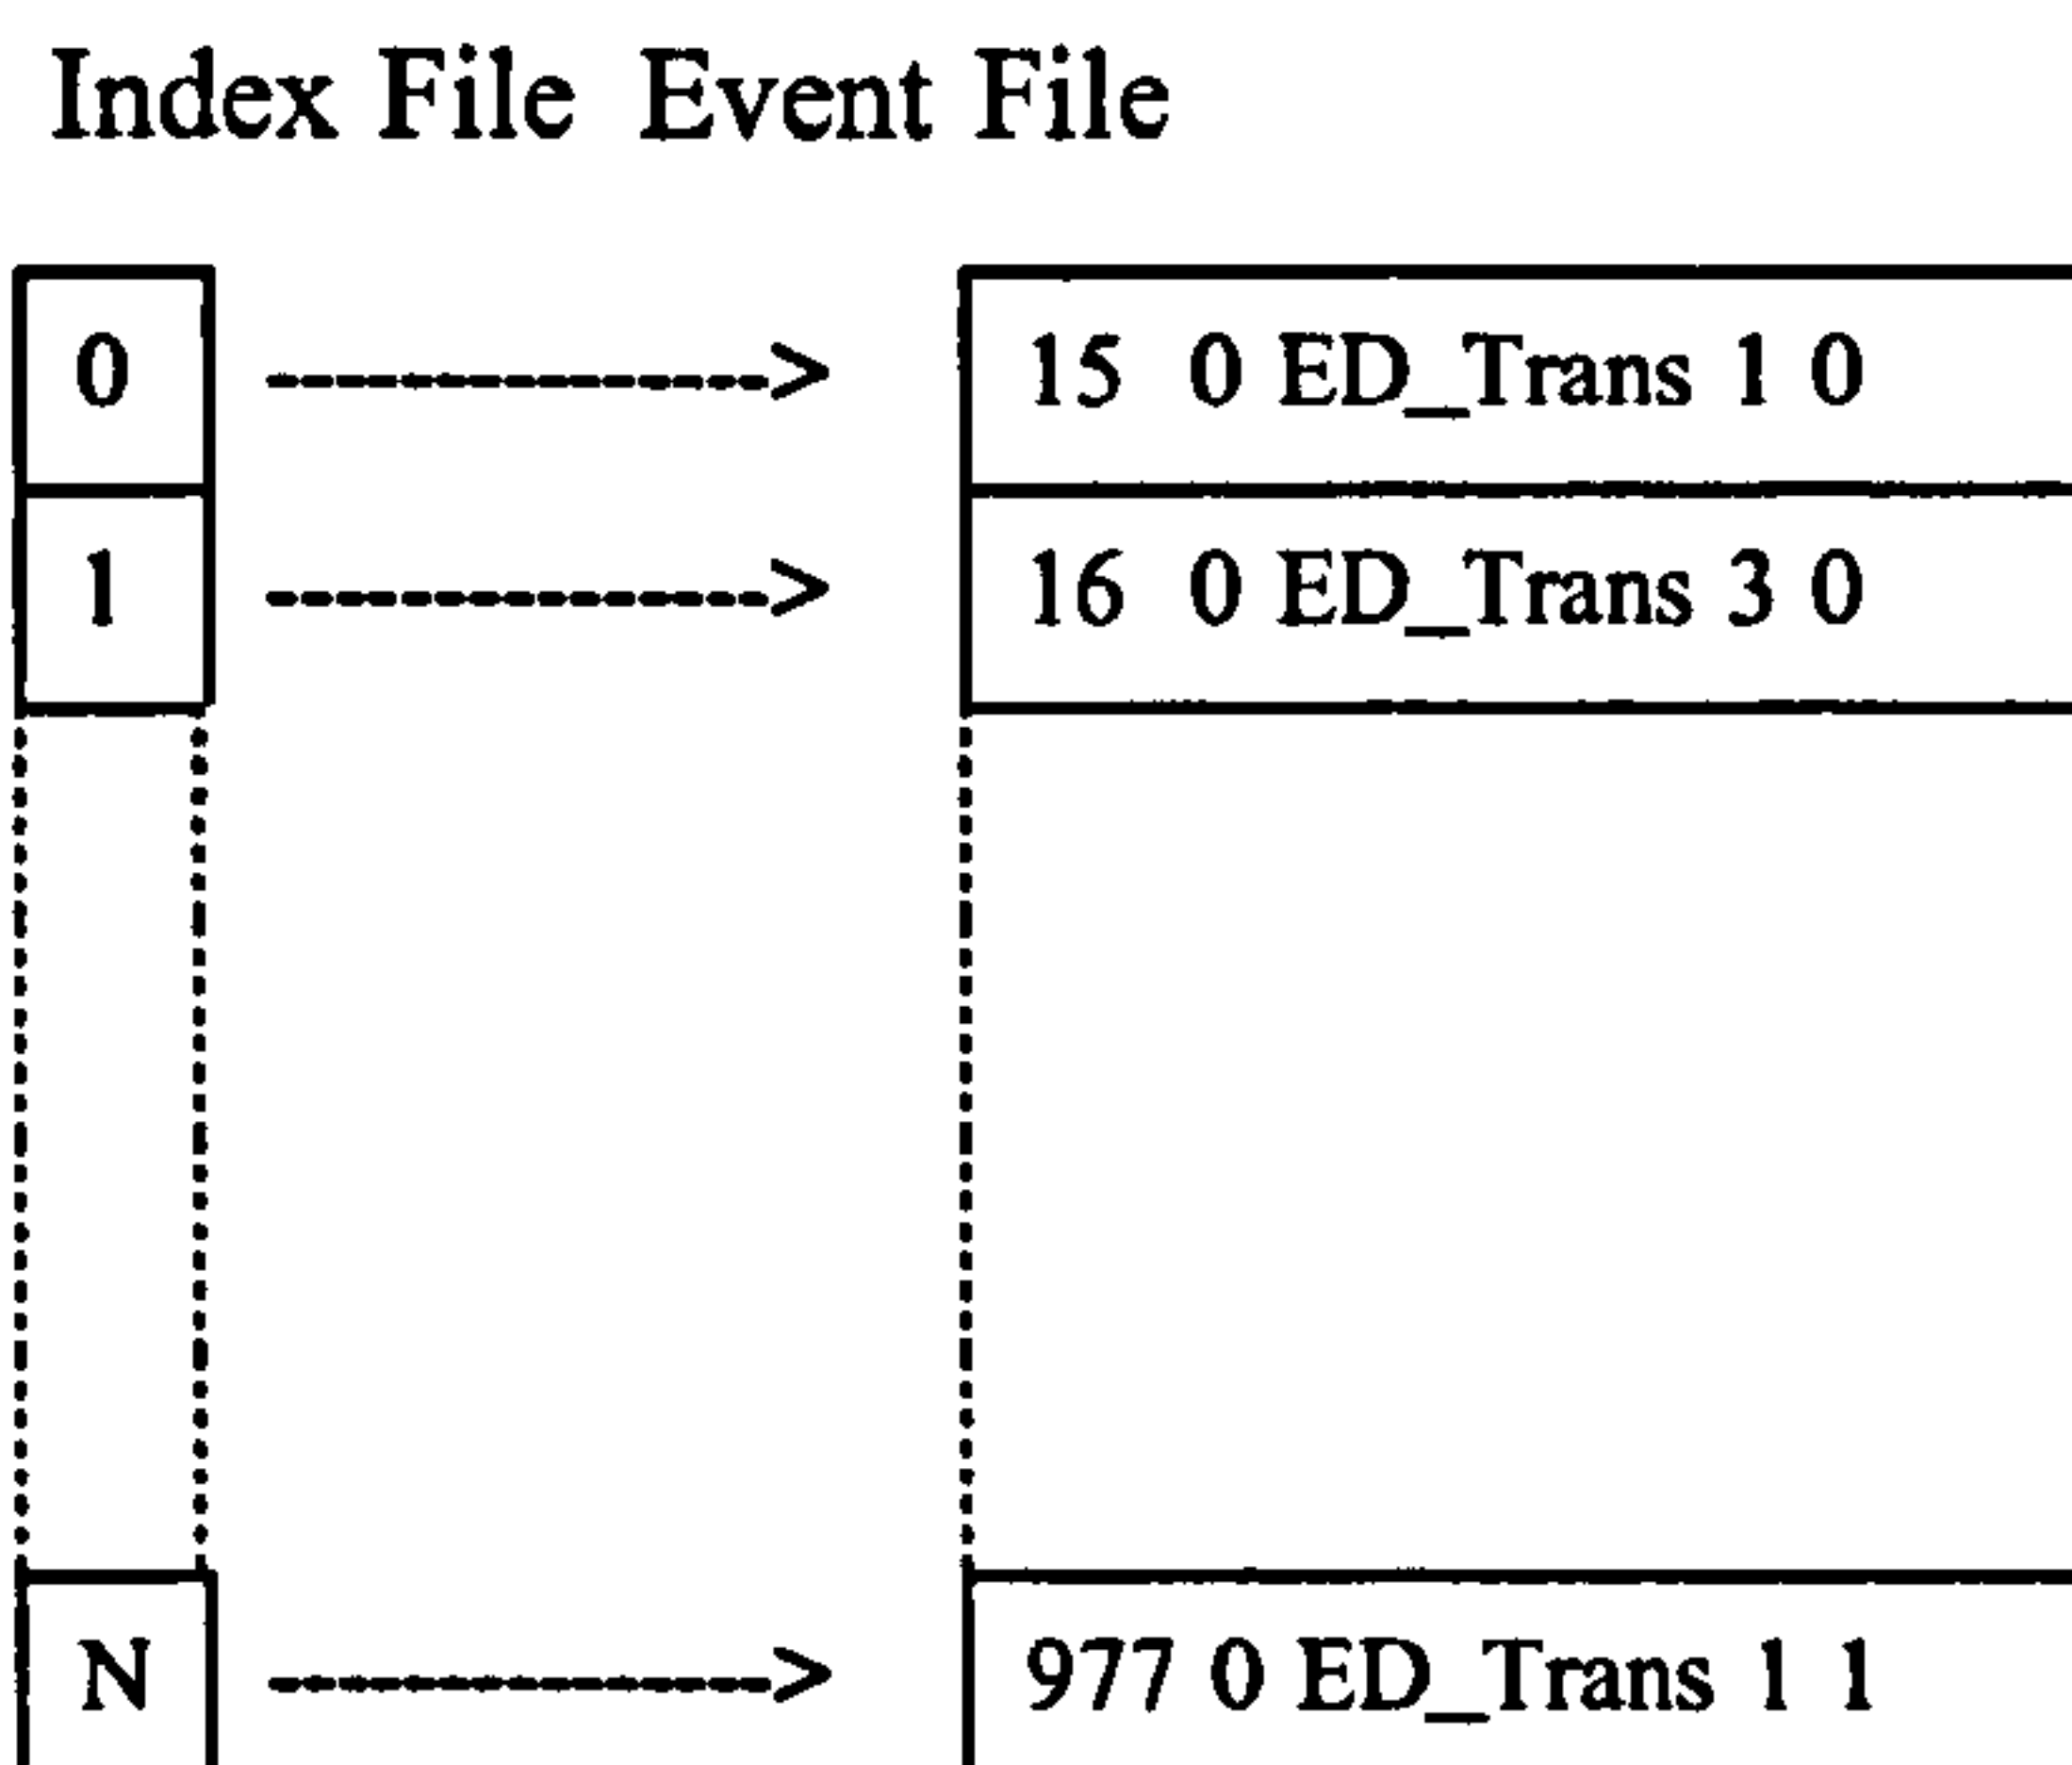 Index File Event File
0 -----------> 15 0 ED_Trans 1 0
1 -----------> 16 0 ED_Trans 3 0
N -----------> 977 0 ED_Trans 1 1